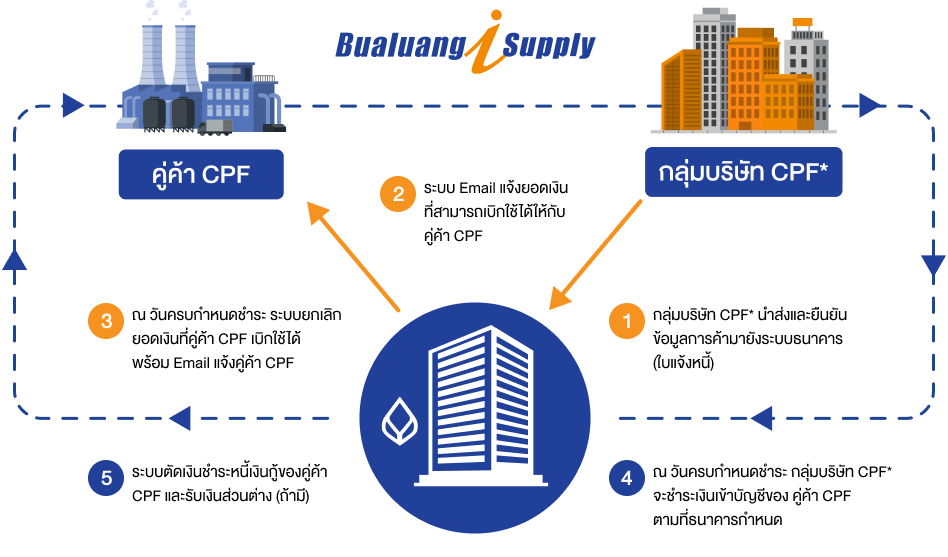 Bualuang i Supply
คู่ค้า CPF
กลุ่มบริษัท CPF*
2
ระบบ Email แจ้งยอดเงิน
ที่สามารถเบิกใช้ได้ให้กับ
คู่ค้า CPF
3
ณ วันครบกำหนดชำระ ระบบยกเลิก
ยอดเงินที่คู่ค้า CPF เบิกใช้ได้
พร้อม Email แจ้งคู่ค้า CPF
1
กลุ่มบริษัท CPF* นำส่งและยืนยัน
ข้อมูลการค้ามายังระบบธนาคาร
(ใบแจ้งหนี้)
5
ระบบตัดเงินชำระหนี้เงินกู้ของคู่ค้า
CPF และรับเงินส่วนต่าง (ถ้ามี)
4
ณ วันครบกำหนดชำระ กลุ่มบริษัท CPF*
จะชำระเงินเข้าบัญชีของ คู่ค้า CPF
ตามที่ธนาคารกำหนด